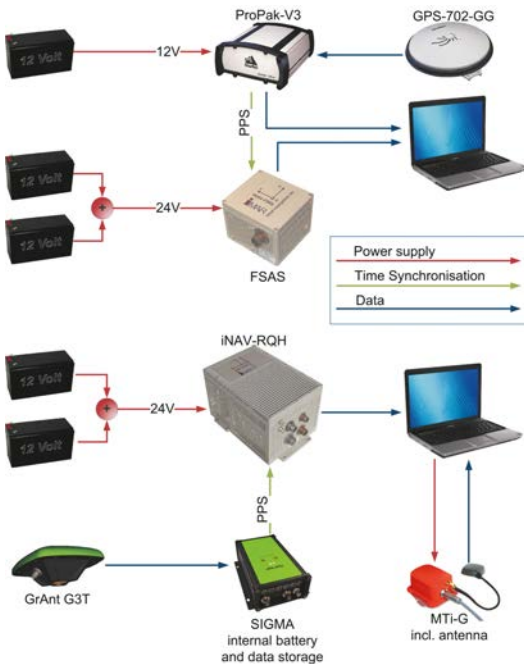 ProPak-V3
GPS-702-GG
12 Volt
12V
PPS
12 Volt
12 Volt
+
24V
FSAS
Power supply
Time Synchronisation
Data
iNAV-RQH
12 Volt
12 Volt
+
24V
PPS
GrAnt G3T
SIGMA
internal battery
and data storage
MTi-G
incl. antenna